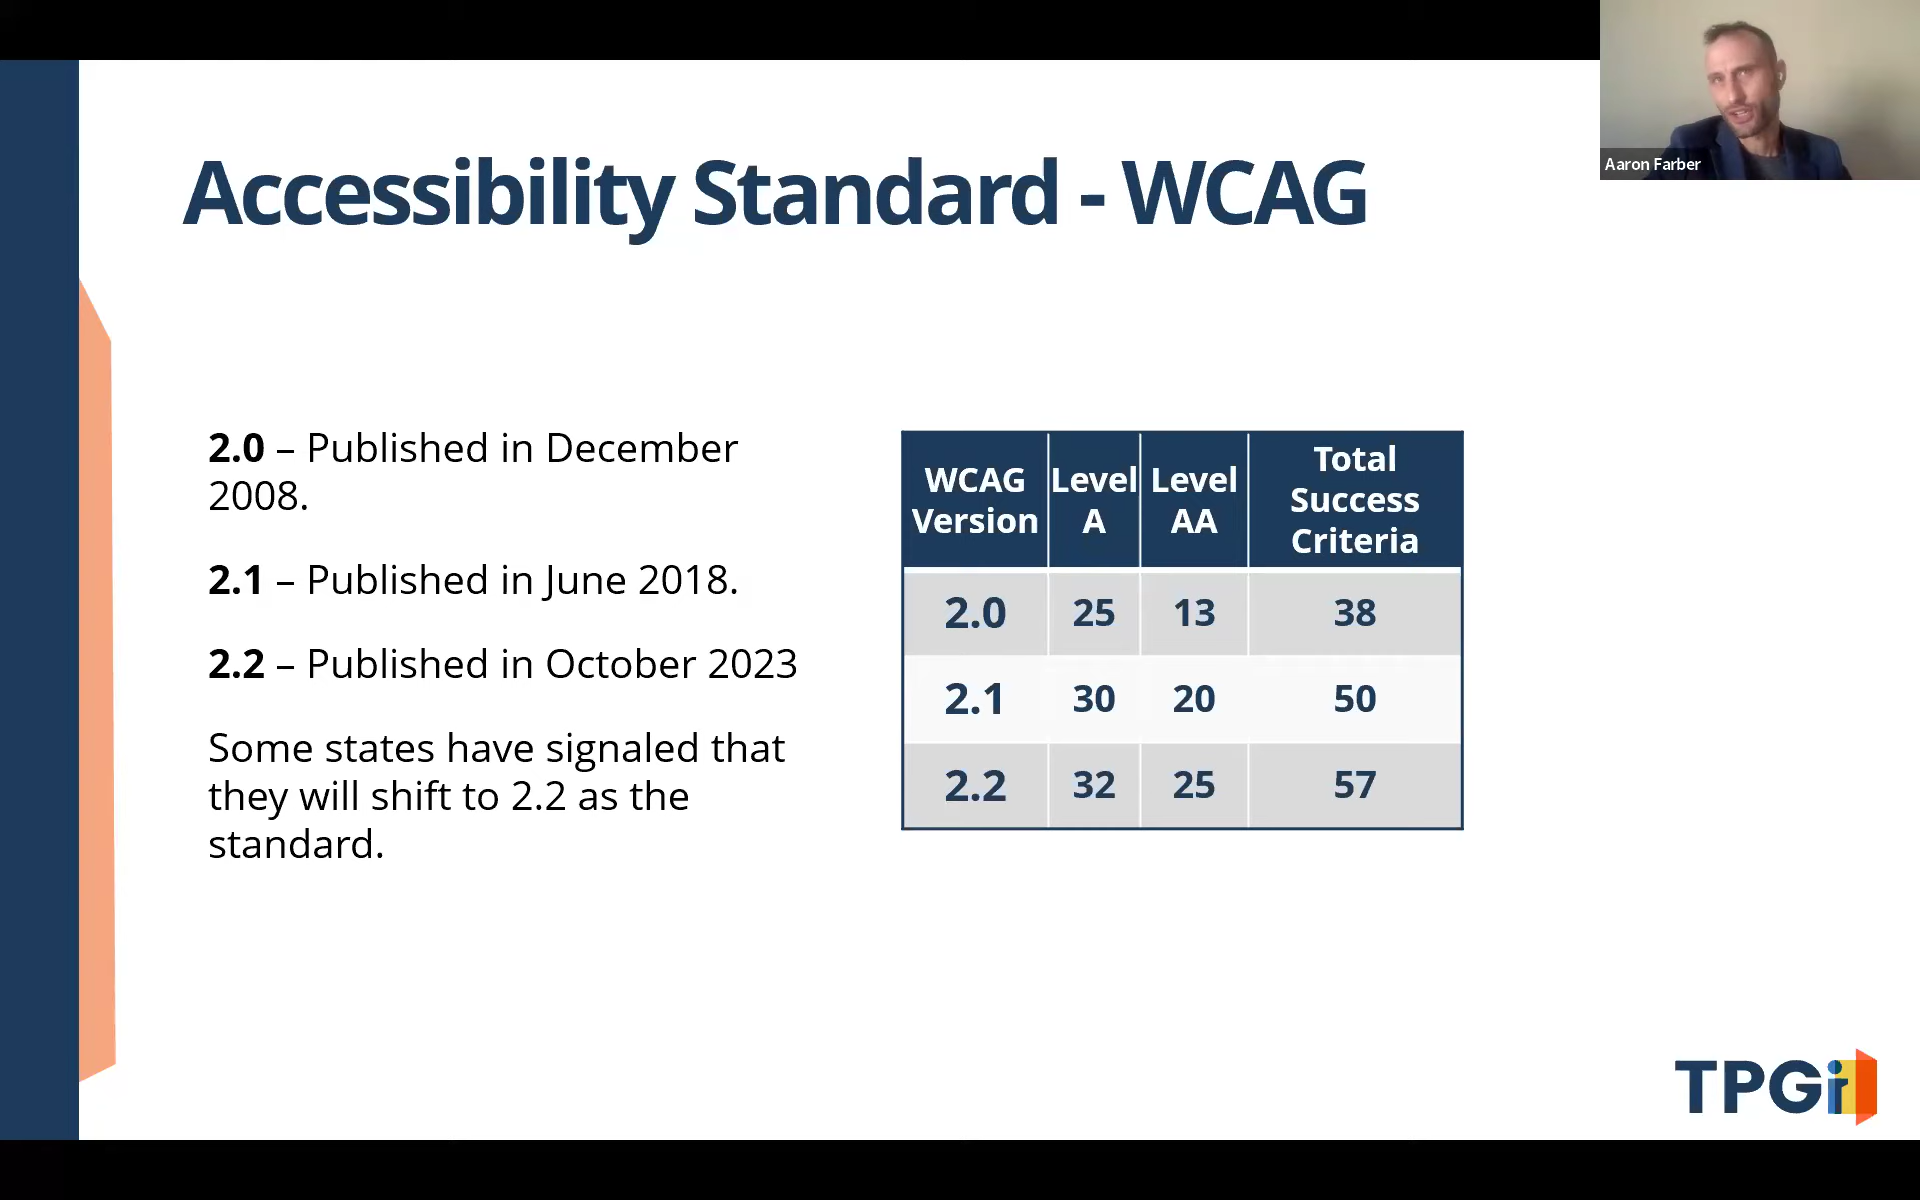 Aaron Farber
Accessibility Standard - WCAG
2.0 – Published in December
2008.
2.1 – Published in June 2018.
2.2 – Published in October 2023
Some states have signaled that
they will shift to 2.2 as the
standard.
WCAG Version Level A Level AA Total Success Criteria
2.0 25 13 38
2.1 30 20 50
2.2 32 25 57
TPGi